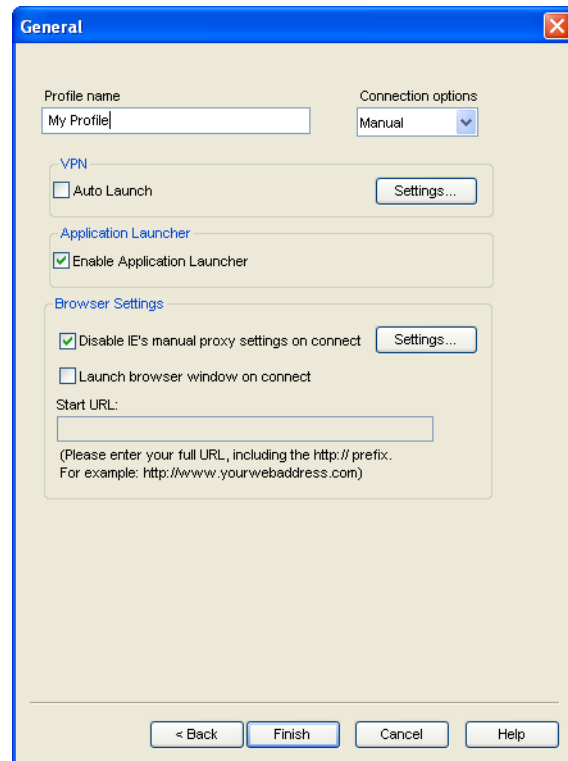 General
Profile name
Connection options
My Profile
Manual
VPN
Auto Launch
Settings...
Application Launcher
Enable Application Launcher
Browser Settings
Disable IE's manual proxy settings on connect
Settings...
Launch browser window on connect
Start URL:
(Please enter your full URL, including the http:// prefix.
For example: http://www.yourwebaddress.com)
< Back
Finish
Cancel
Help